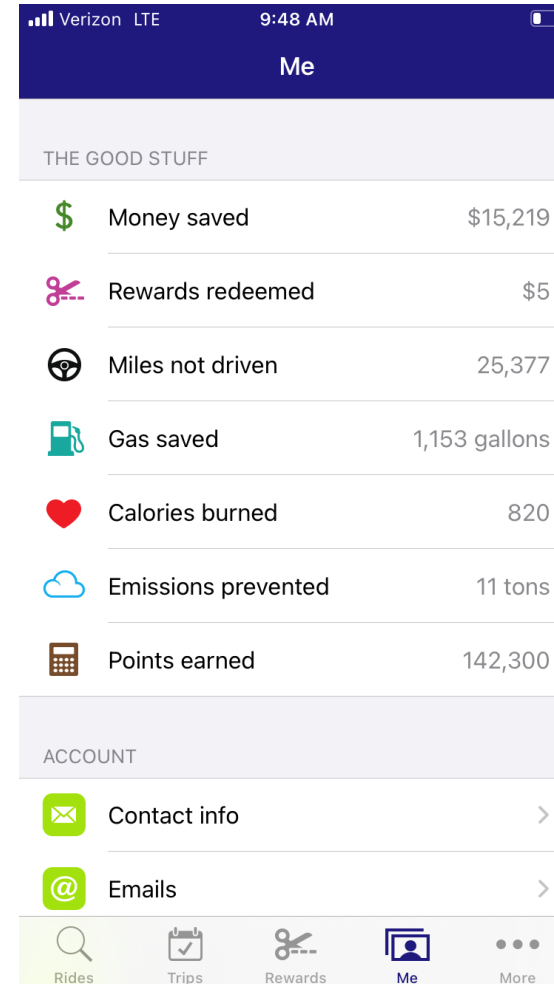 Verizon LTE 9:48 AM
Me
THE GOOD STUFF
$ Money saved $15,219
Rewards redeemed $5
Miles not driven 25,377
Gas saved 1,153 gallons
Calories burned 820
Emissions prevented 11 tons
Points earned 142,300
ACCOUNT
Contact info
@ Emails
Rides Trips Rewards Me More